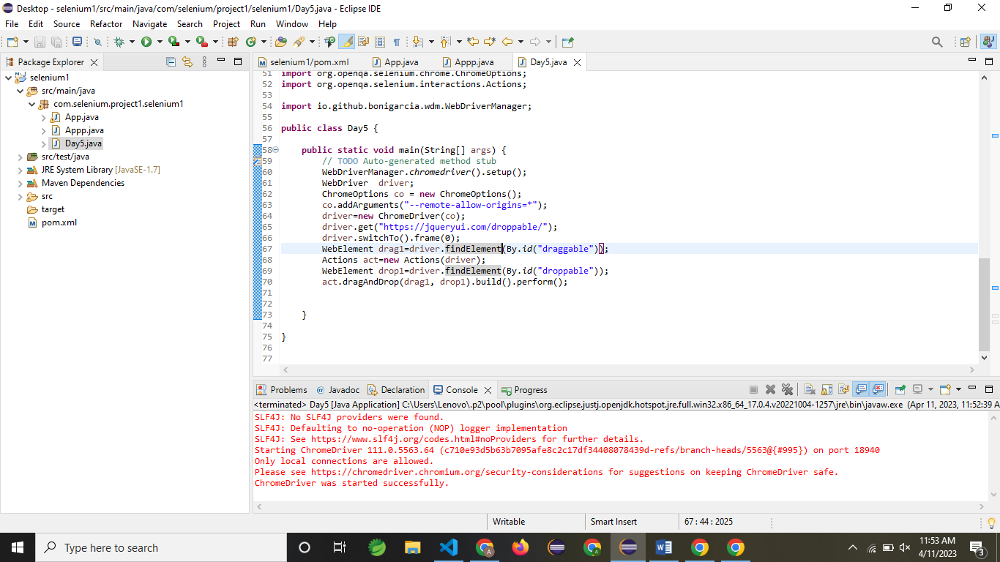 Desktop - selenium1/src/main/java/com/selenium/project1/selenium1/Day5.java - Eclipse IDE
File Edit Source Refactor Navigate Search Project Run Window Help
Package Explorer
selenium1
src/main/java
com.selenium.project1.selenium1
App.java
Appp.java
Day5.java
src/test/java
JRE System Library [JavaSE-1.7]
Maven Dependencies
src
target
pom.xml
selenium1/pom.xml App.java Appp.java Day5.java
51 import org.openqa.selenium.chrome.ChromeOptions;
52 import org.openqa.selenium.interactions.Actions;
53
54 import io.github.bonigarcia.wdm.WebDriverManager;
55
56 public class Day5 {
57
58 public static void main(String[] args) {
59 // TODO Auto-generated method stub
60 WebDriverManager.chromedriver().setup();
61 WebDriver driver;
62 ChromeOptions co = new ChromeOptions();
63 co.addArguments("--remote-allow-origins=*");
64 driver=new ChromeDriver(co);
65 driver.get("https://jqueryui.com/droppable/");
66 driver.switchTo().frame(0);
67 WebElement drag1=driver.findElement(By.id("draggable"));
68 Actions act=new Actions(driver);
69 WebElement drop1=driver.findElement(By.id("droppable"));
70 act.dragAndDrop(drag1, drop1).build().perform();
71
72
73 }
74
75 }
76
77
Problems @ Javadoc Declaration Console Progress
<terminated> Day5 [Java Application] C:\Users\Lenovo\.p2\pool\plugins\org.eclipse.justj.openjdk.hotspot.jre.full.win32.x86_64_17.0.4.v20221004-1257\jre\bin\javaw.exe (Apr 11, 2023, 11:52:39 A
SLF4J: No SLF4J providers were found.
SLF4J: Defaulting to no-operation (NOP) logger implementation
SLF4J: See https://www.slf4j.org/codes.html#noProviders for further details.
Starting ChromeDriver 111.0.5563.64 (c710e93d5b63b7095afe8c2c17df34408078439d-refs/branch-heads/5563@{#995}) on port 18940
Only local connections are allowed.
Please see https://chromedriver.chromium.org/security-considerations for suggestions on keeping ChromeDriver safe.
ChromeDriver was started successfully.
Writable Smart Insert 67 : 44 : 2025
Type here to search
11:53 AM
4/11/2023
3